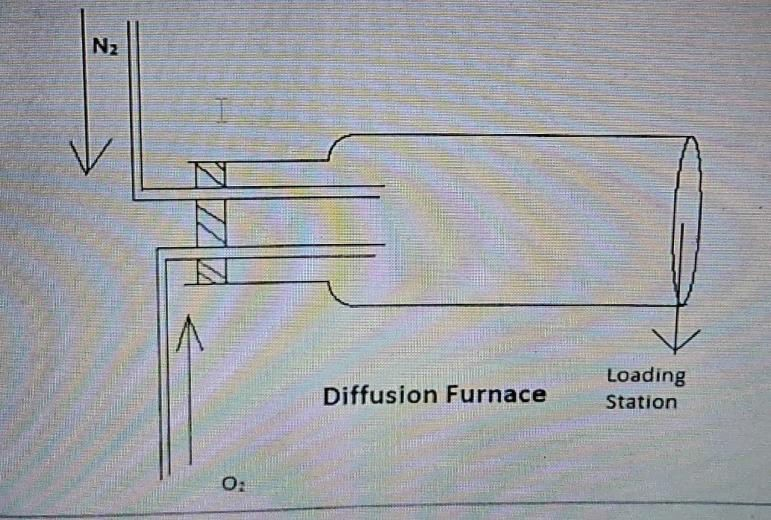 N₂
Diffusion Furnace
Loading
Station
O₂